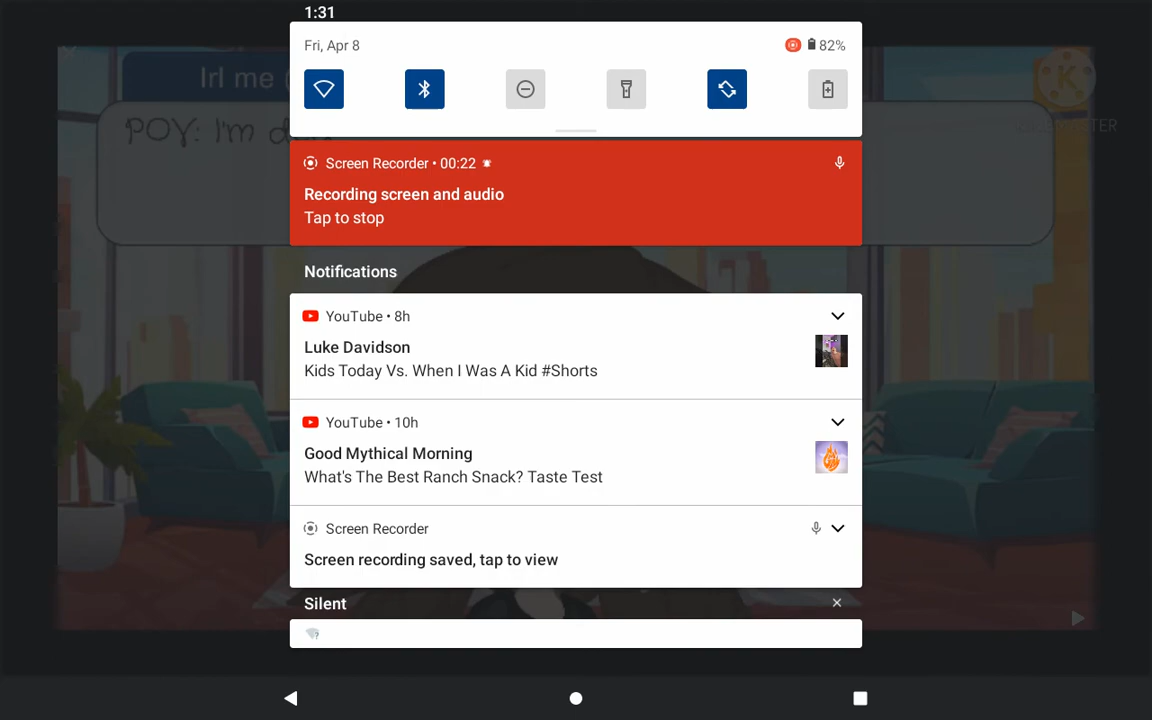 1:31
Fri, Apr 8
82%
Irl me
POV: I'm
K
Screen Recorder • 00:22
Recording screen and audio
Tap to stop
Notifications
YouTube • 8h
Luke Davidson
Kids Today Vs. When I Was A Kid #Shorts
YouTube • 10h
Good Mythical Morning
What's The Best Ranch Snack? Taste Test
Screen Recorder
Screen recording saved, tap to view
Silent